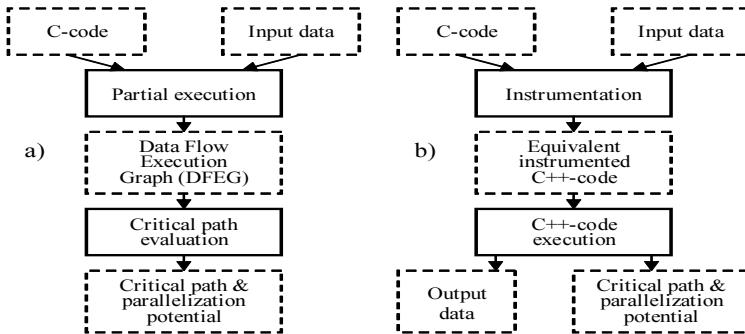 C-code
Input data
Partial execution
a)
Data Flow
Execution
Graph (DFEG)
Critical path
evaluation
Critical path &
parallelization
potential
C-code
Input data
Instrumentation
b)
Equivalent
instrumented
C++-code
C++-code
execution
Output
data
Critical path &
parallelization
potential